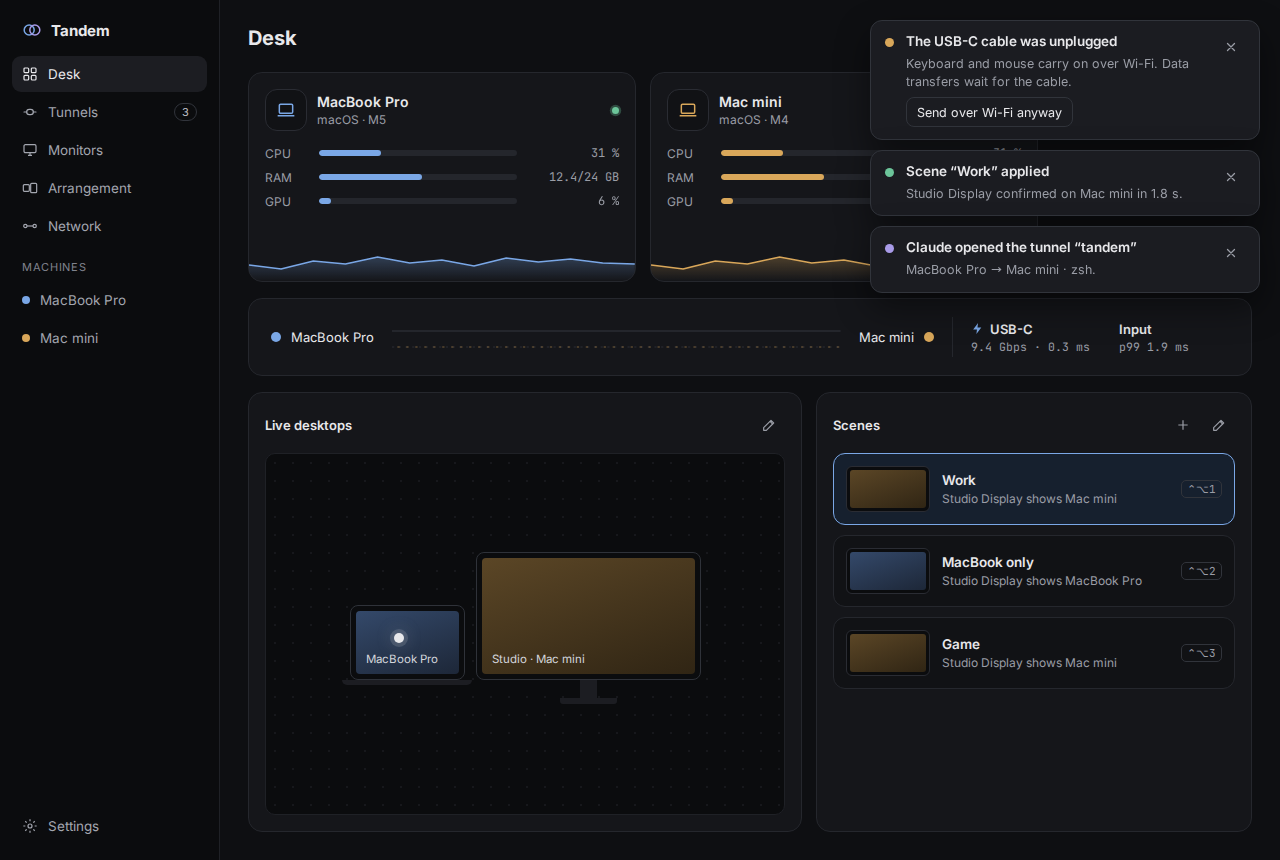 Tandem
Desk
Tunnels
3
Monitors
Arrangement
Network
MACHINES
MacBook Pro
Mac mini
Settings
Desk
MacBook Pro
macOS · M5
CPU
31 %
RAM
12.4/24 GB
GPU
6 %
Mac mini
macOS · M4
CPU
RAM
GPU
The USB-C cable was unplugged
Keyboard and mouse carry on over Wi-Fi. Data
transfers wait for the cable.
Send over Wi-Fi anyway
Scene “Work” applied
Studio Display confirmed on Mac mini in 1.8 s.
Claude opened the tunnel “tandem”
MacBook Pro → Mac mini · zsh.
MacBook Pro
Mac mini
USB-C
9.4 Gbps · 0.3 ms
Input
p99 1.9 ms
Live desktops
MacBook Pro
Studio · Mac mini
Scenes
Work
Studio Display shows Mac mini
⌃⌥1
MacBook only
Studio Display shows MacBook Pro
⌃⌥2
Game
Studio Display shows Mac mini
⌃⌥3